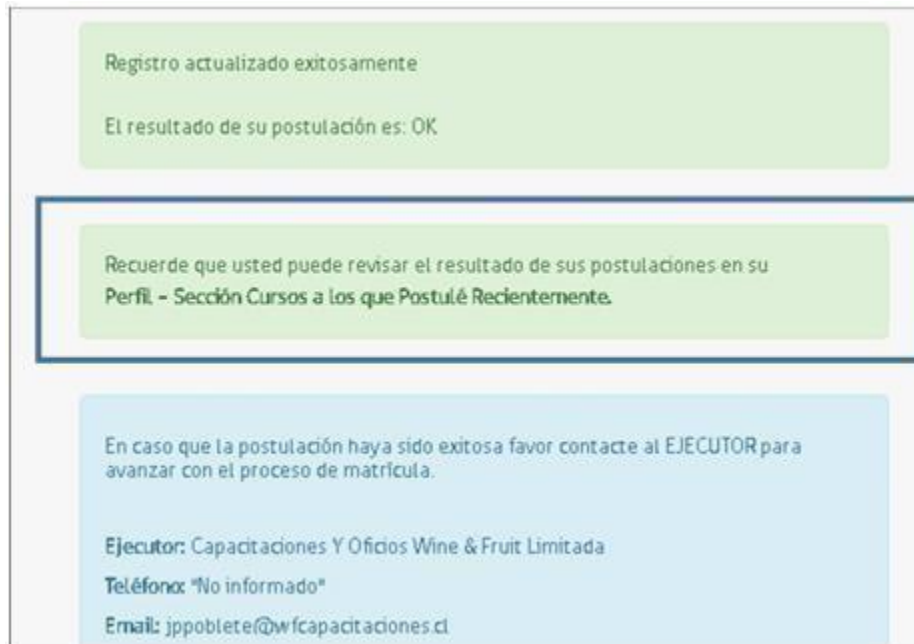 Registro actualizado exitosamente
El resultado de su postulación es: OK
Recuerde que usted puede revisar el resultado de sus postulaciones en su
Perfil - Sección Cursos a los que Postulé Recientemente.
En caso que la postulación haya sido exitosa favor contacte al EJECUTOR para
avanzar con el proceso de matrícula.
Ejecutor: Capacitaciones Y Oficios Wine & Fruit Limitada
Teléfono: "No informado"
Email: jppoblete@wfcapacitaciones.cl